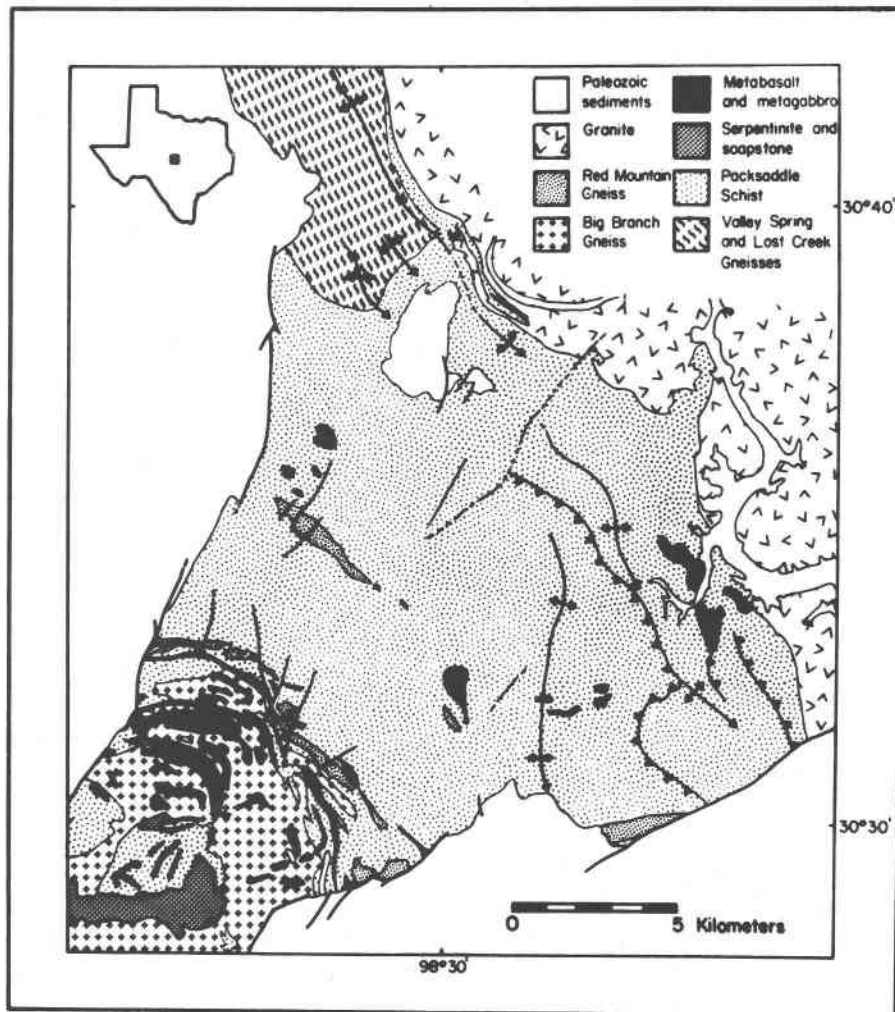 Paleozoic
sediments
Metabasalt
and metagabbro
Granite
Serpentinite and
soapstone
Red Mountain
Gneiss
Packsaddle
Schist
Big Branch
Gneiss
Valley Spring
and Lost Creek
Gneisses
30°40'
30°30'
0 5 Kilometers
98°30'